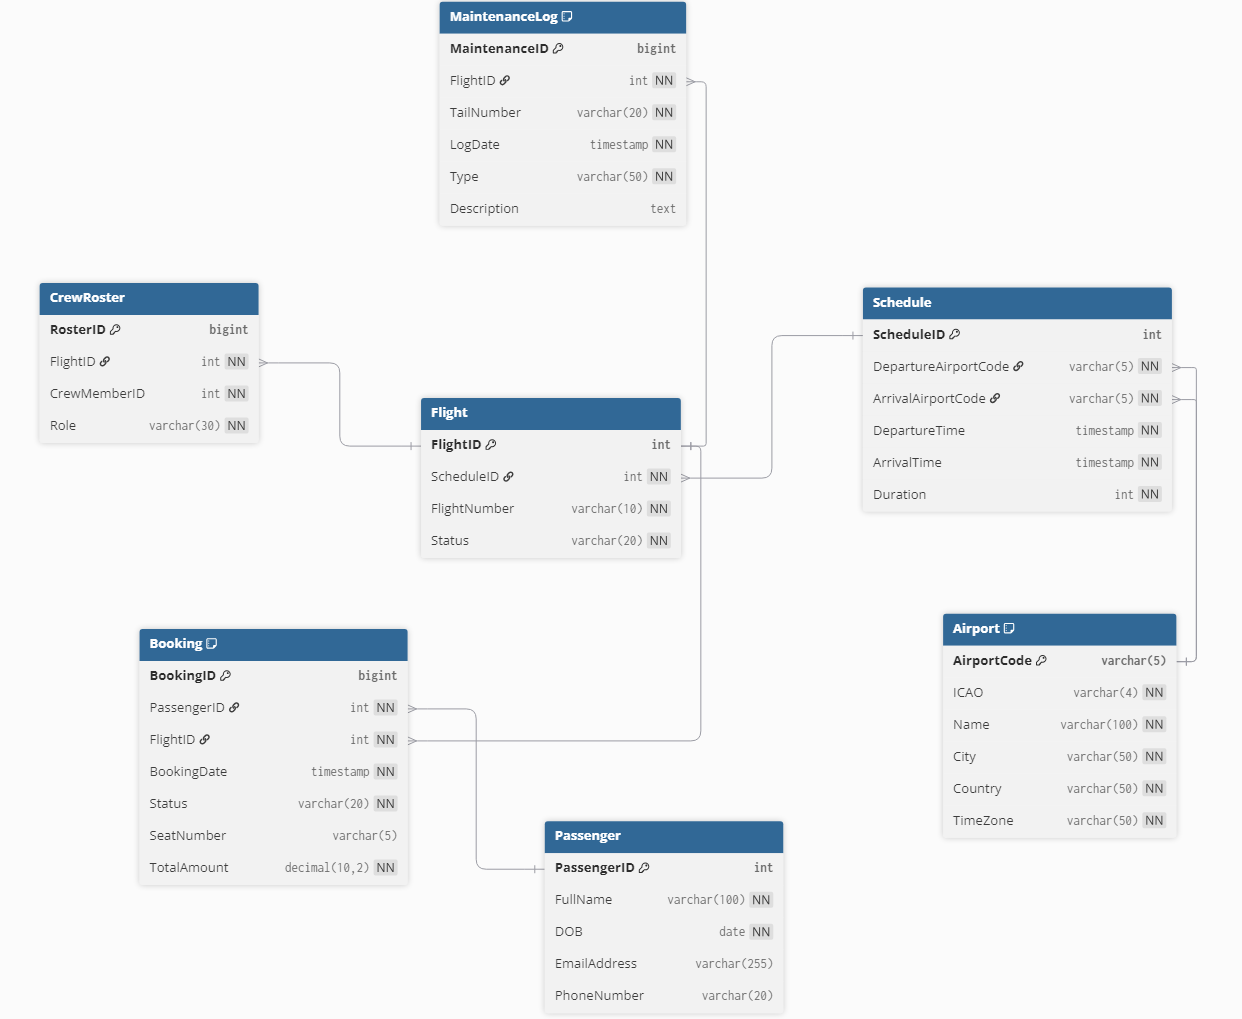 MaintenanceLog
MaintenanceID bigint
FlightID int NN
TailNumber varchar(20) NN
LogDate timestamp NN
Type varchar(50) NN
Description text
CrewRoster
RosterID bigint
FlightID int NN
CrewMemberID int NN
Role varchar(30) NN
Schedule
ScheduleID int
DepartureAirportCode varchar(5) NN
ArrivalAirportCode varchar(5) NN
DepartureTime timestamp NN
ArrivalTime timestamp NN
Duration int NN
Flight
FlightID int
ScheduleID int NN
FlightNumber varchar(10) NN
Status varchar(20) NN
Booking
BookingID bigint
PassengerID int NN
FlightID int NN
BookingDate timestamp NN
Status varchar(20) NN
SeatNumber varchar(5)
TotalAmount decimal(10,2) NN
Airport
AirportCode varchar(5)
ICAO varchar(4) NN
Name varchar(100) NN
City varchar(50) NN
Country varchar(50) NN
TimeZone varchar(50) NN
Passenger
PassengerID int
FullName varchar(100) NN
DOB date NN
EmailAddress varchar(255)
PhoneNumber varchar(20)